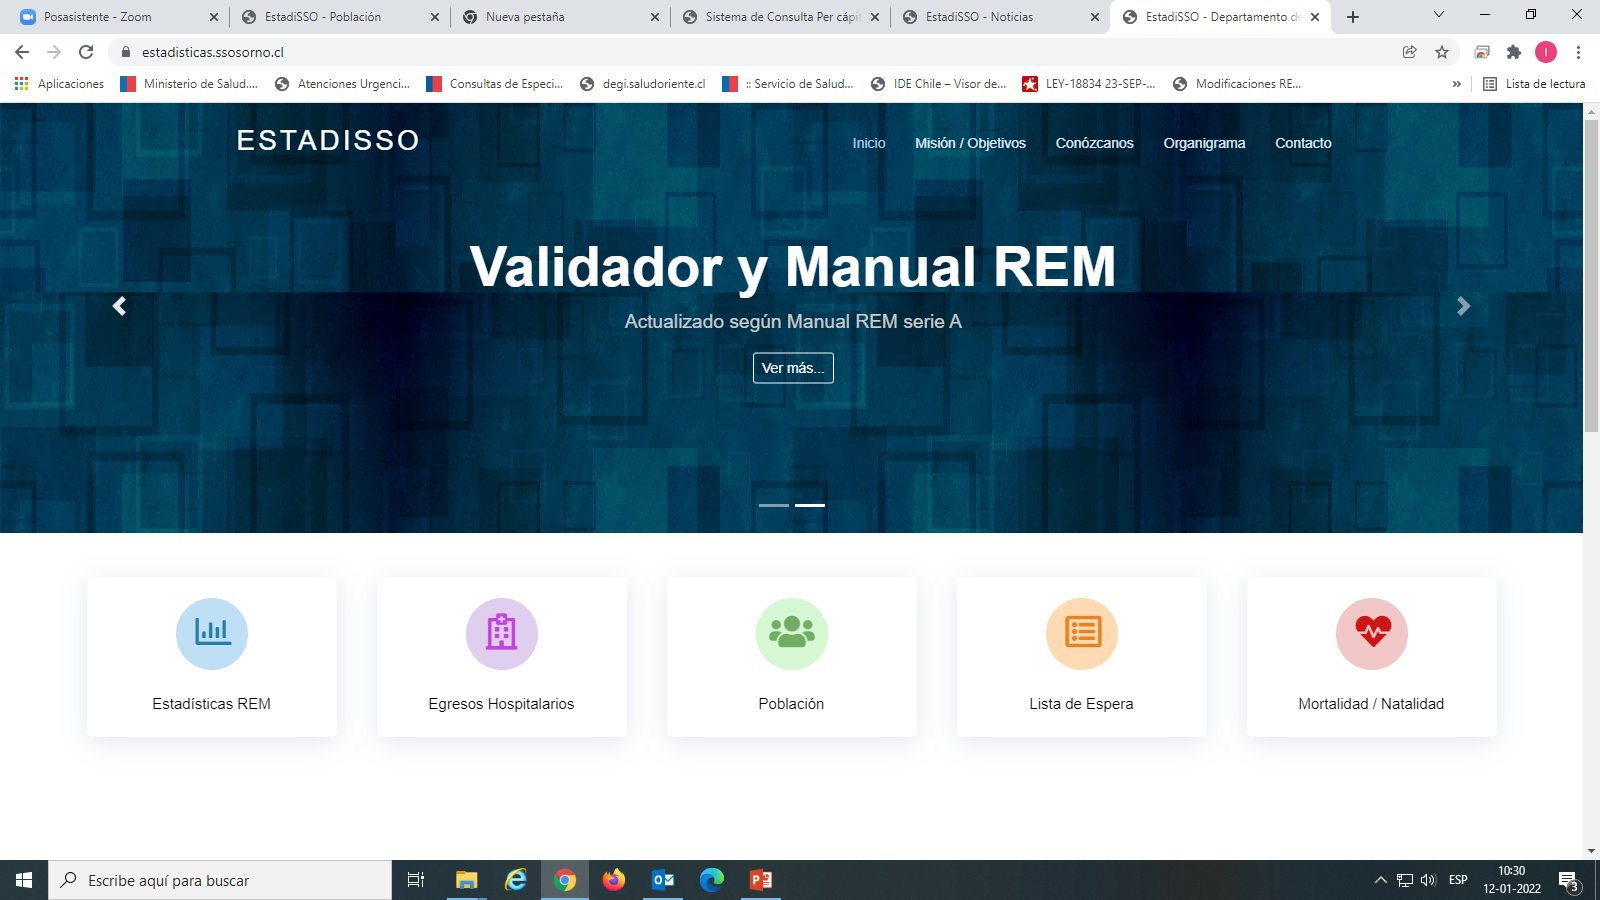 Posasistente - Zoom
EstadiSSO - Población
Nueva pestaña
Sistema de Consulta Per cápit
EstadiSSO - Noticias
EstadiSSO - Departamento de
estadisticas.ssosorno.cl
I
Aplicaciones
Ministerio de Salud....
Atenciones Urgenci...
Consultas de Especi...
degi.saludoriente.cl
:: Servicio de Salud...
IDE Chile – Visor de...
LEY-18834 23-SEP-...
Modificaciones RE...
»
Lista de lectura
ESTADISSO
Inicio
Misión / Objetivos
Conózcanos
Organigrama
Contacto
Validador y Manual REM
Actualizado según Manual REM serie A
Ver más...
Estadísticas REM
Egresos Hospitalarios
Población
Lista de Espera
Mortalidad / Natalidad
Escribe aquí para buscar
ESP
10:30
12-01-2022
3